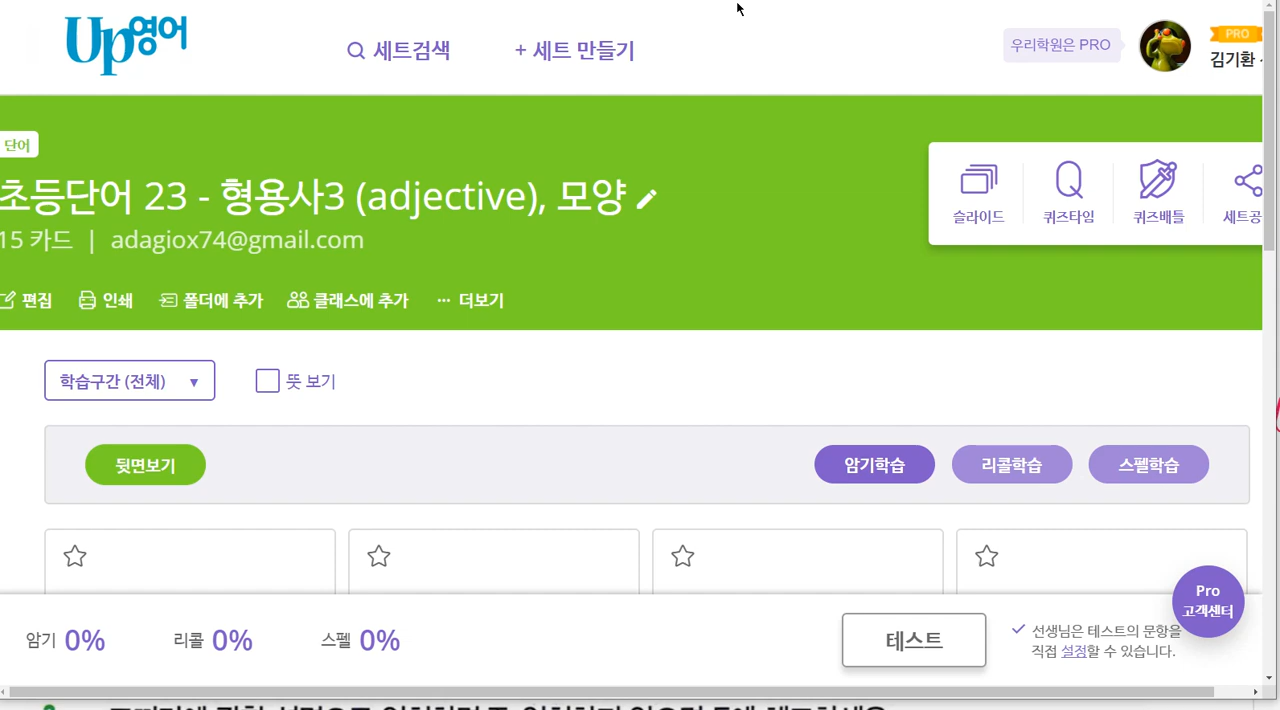 Up영어
세트검색
+ 세트 만들기
우리학원은 PRO
PRO
김기환
단어
초등단어 23 - 형용사3 (adjective), 모양
15 카드 | adagiox74@gmail.com
슬라이드
퀴즈타임
퀴즈배틀
세트공
편집
인쇄
폴더에 추가
클래스에 추가
··· 더보기
학습구간 (전체) ▼
뜻 보기
뒷면보기
암기학습
리콜학습
스펠학습
암기 0%
리콜 0%
스펠 0%
테스트
선생님은 테스트의 문항을
직접 설정할 수 있습니다.
Pro
고객센터